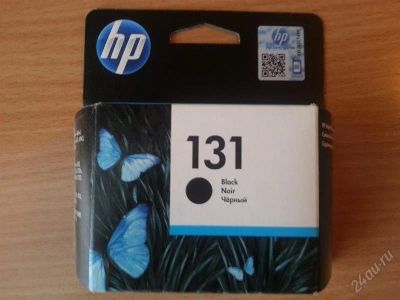 hp
131
Black
Noir
Чёрный
24au.ru